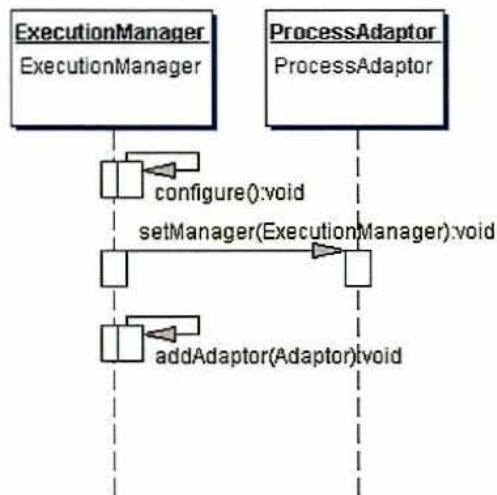 ExecutionManager
ExecutionManager
ProcessAdaptor
ProcessAdaptor
configure():void
setManager(ExecutionManager):void
addAdaptor(Adaptor):void